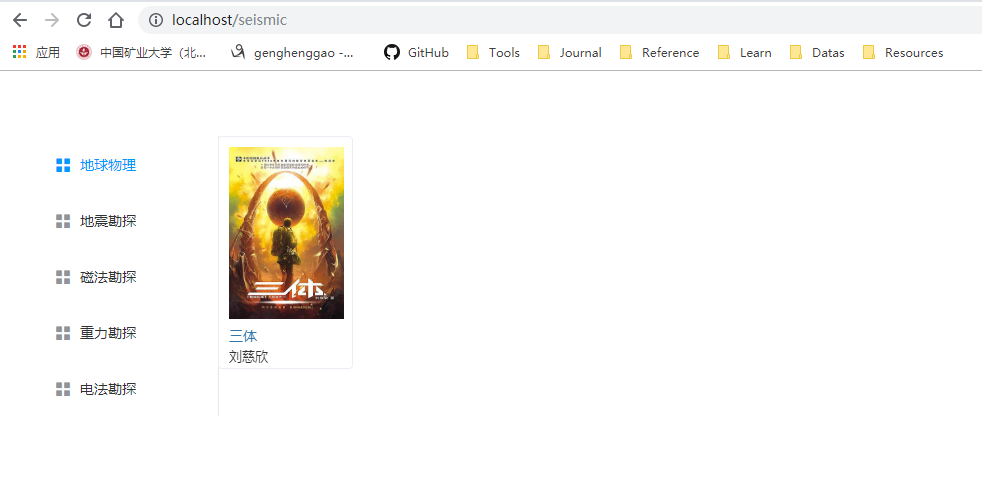 localhost/seismic
应用 中国矿业大学（北... genghenggao -... GitHub Tools Journal Reference Learn Datas Resources
地球物理
地震勘探
磁法勘探
重力勘探
电法勘探
三体
三体
刘慈欣